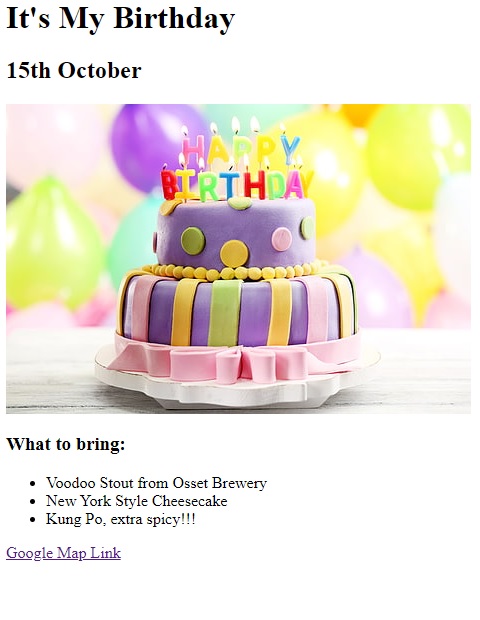 It's My Birthday
15th October
HAPPY
BIRTHDAY
What to bring:
Voodoo Stout from Osset Brewery
New York Style Cheesecake
Kung Po, extra spicy!!!
Google Map Link